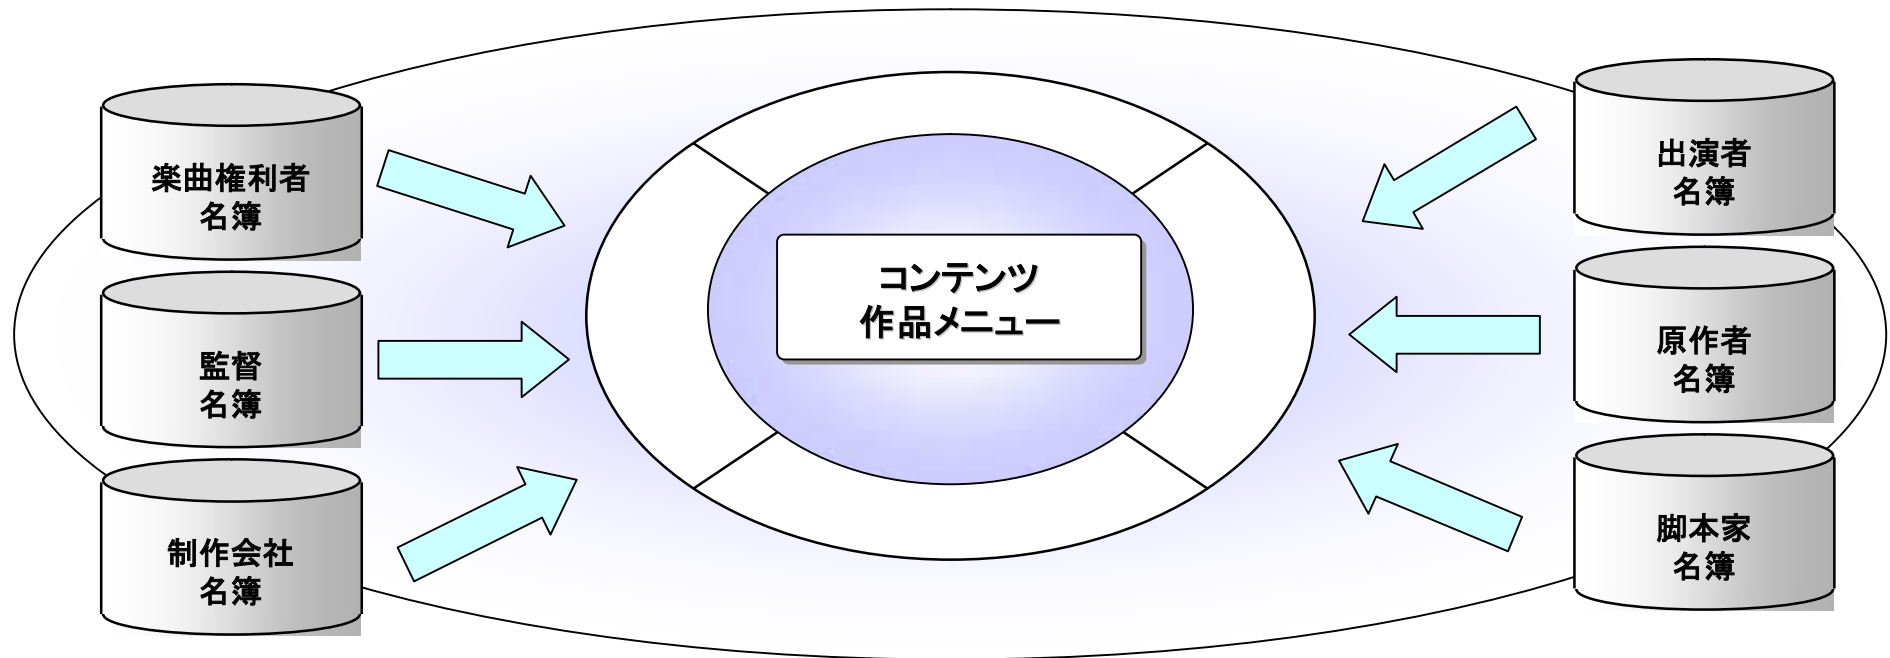 楽曲権利者
名簿
監督
名簿
制作会社
名簿
コンテンツ
作品メニュー
出演者
名簿
原作者
名簿
脚本家
名簿